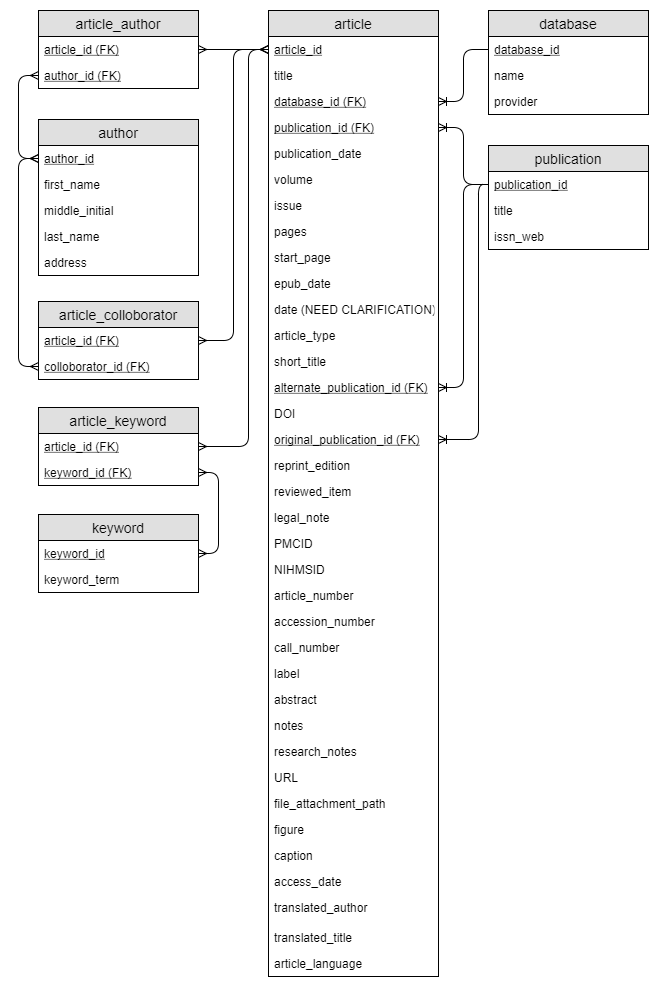 article_author
article_id (FK)
author_id (FK)
author
author_id
first_name
middle_initial
last_name
address
article_colloborator
article_id (FK)
colloborator_id (FK)
article_keyword
article_id (FK)
keyword_id (FK)
keyword
keyword_id
keyword_term
article
article_id
title
database_id (FK)
publication_id (FK)
publication_date
volume
issue
pages
start_page
epub_date
date (NEED CLARIFICATION)
article_type
short_title
alternate_publication_id (FK)
DOI
original_publication_id (FK)
reprint_edition
reviewed_item
legal_note
PMCID
NIHMSID
article_number
accession_number
call_number
label
abstract
notes
research_notes
URL
file_attachment_path
figure
caption
access_date
translated_author
translated_title
article_language
database
database_id
name
provider
publication
publication_id
title
issn_web